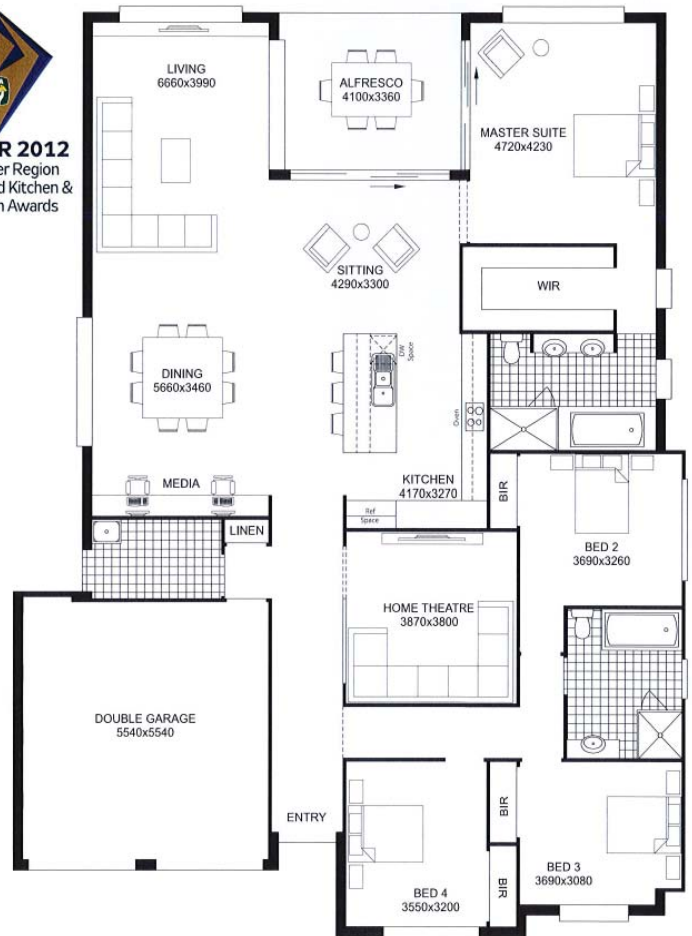 R 2012
er Region
d Kitchen &
n Awards
LIVING
6660x3990
ALFRESCO
4100x3360
MASTER SUITE
4720x4230
SITTING
4290x3300
WIR
DINING
5660x3460
DW
Space
Oven
MEDIA
KITCHEN
4170x3270
Ref
Space
BIR
LINEN
BED 2
3690x3260
HOME THEATRE
3870x3800
DOUBLE GARAGE
5540x5540
ENTRY
BIR
BED 3
3690x3080
BIR
BED 4
3550x3200